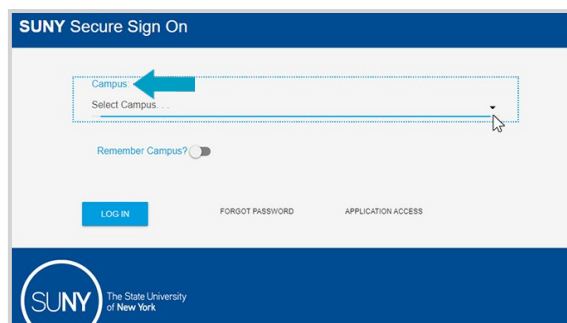 SUNY Secure Sign On
Campus
Select Campus. . .
Remember Campus?
LOG IN
FORGOT PASSWORD
APPLICATION ACCESS
SUNY
The State University
of New York